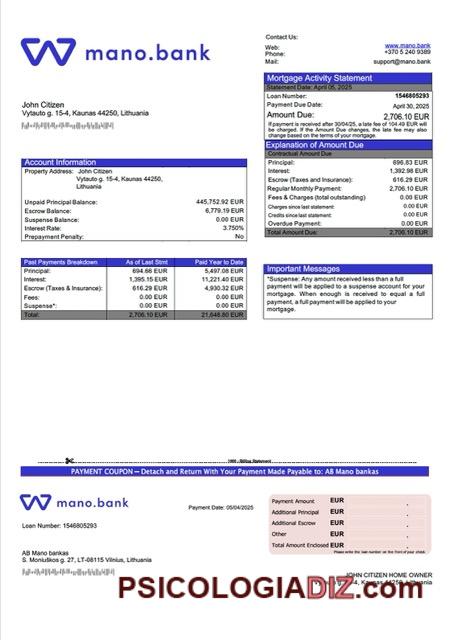 mano.bank
Contact Us:
Web: www.mano.bank
Phone: +370 5 240 9389
Mail: support@mano.bank
Mortgage Activity Statement
Statement Date: April 05, 2025
Loan Number: 1546805293
Payment Due Date: April 30, 2025
Amount Due: 2,706.10 EUR
If payment is received after 30/04/25, a late fee of 104.49 EUR will
be charged. If the Amount Due changes, the late fee may also
change based on the terms of your mortgage.
John Citizen
Vytauto g. 15-4, Kaunas 44250, Lithuania
Explanation of Amount Due
Contractual Amount Due
Principal: 696.83 EUR
Interest: 1,392.98 EUR
Escrow (Taxes and Insurance): 616.29 EUR
Regular Monthly Payment: 2,706.10 EUR
Fees & Charges (total outstanding) 0.00 EUR
Charges since last statement: 0.00 EUR
Credits since last statement: 0.00 EUR
Overdue Payment: 0.00 EUR
Total Amount Due: 2,706.10 EUR
Account Information
Property Address: John Citizen
Vytauto g. 15-4, Kaunas 44250,
Lithuania
Unpaid Principal Balance: 445,752.92 EUR
Escrow Balance: 6,779.19 EUR
Suspense Balance: 0.00 EUR
Interest Rate: 3.750%
Prepayment Penalty: No
Past Payments Breakdown As of Last Stmt Paid Year to Date
Principal: 694.66 EUR 5,497.08 EUR
Interest: 1,395.15 EUR 11,221.40 EUR
Escrow (Taxes & Insurance): 616.29 EUR 4,930.32 EUR
Fees: 0.00 EUR 0.00 EUR
Suspense*: 0.00 EUR 0.00 EUR
Total: 2,706.10 EUR 21,648.80 EUR
Important Messages
*Suspense: Any amount received less than a full
payment will be applied to a suspense account for your
mortgage. When enough is received to equal a full
payment, a full payment will be applied to your
mortgage.
Billing Statement
PAYMENT COUPON – Detach and Return With Your Payment Made Payable to: AB Mano bankas
mano.bank
Payment Date: 05/04/2025
Loan Number: 1546805293
Payment Amount EUR
Additional Principal EUR
Additional Escrow EUR
Other EUR
Total Amount Enclosed EUR
Please write the loan number on the front of your check.
AB Mano bankas
S. Moniuškos g. 27, LT-08115 Vilnius, Lithuania
JOHN CITIZEN HOME OWNER
PSICOLOGIADIZ.com